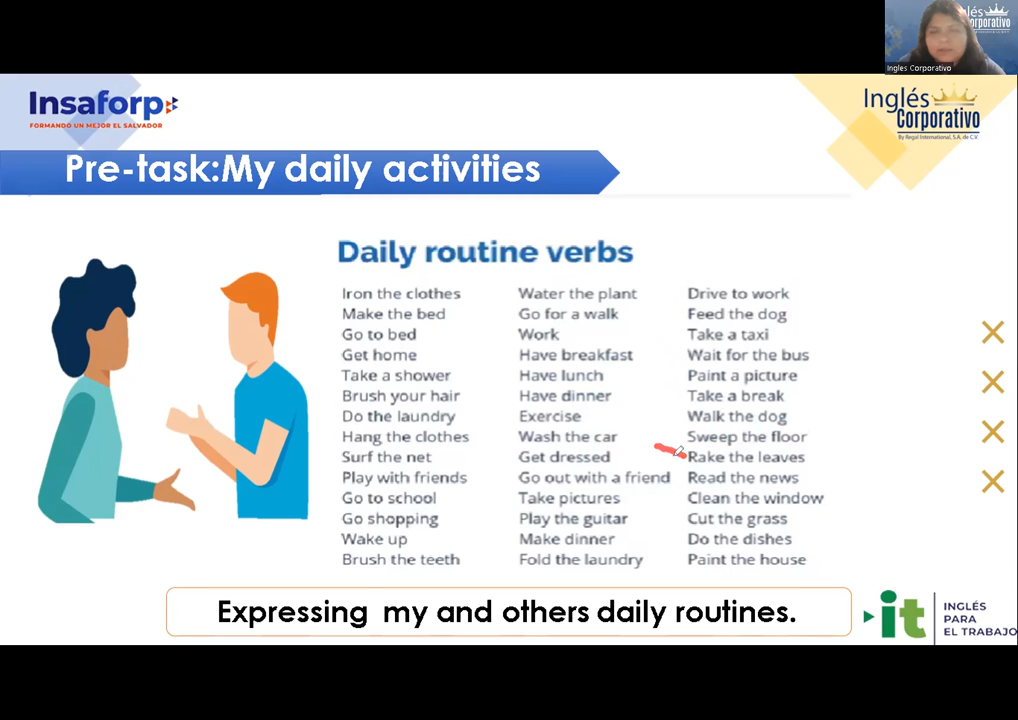 lés
orporativo
Inglés Corporativo
Insaforp
FORMANDO UN MEJOR EL SALVADOR
Inglés
Corporativo
By Regal International, S.A. de C.V.
Pre-task:My daily activities
Daily routine verbs
Iron the clothes
Make the bed
Go to bed
Get home
Take a shower
Brush your hair
Do the laundry
Hang the clothes
Surf the net
Play with friends
Go to school
Go shopping
Wake up
Brush the teeth
Water the plant
Go for a walk
Work
Have breakfast
Have lunch
Have dinner
Exercise
Wash the car
Get dressed
Go out with a friend
Take pictures
Play the guitar
Make dinner
Fold the laundry
Drive to work
Feed the dog
Take a taxi
Wait for the bus
Paint a picture
Take a break
Walk the dog
Sweep the floor
Rake the leaves
Read the news
Clean the window
Cut the grass
Do the dishes
Paint the house
Expressing my and others daily routines.
it
INGLÉS
PARA
EL TRABAJO